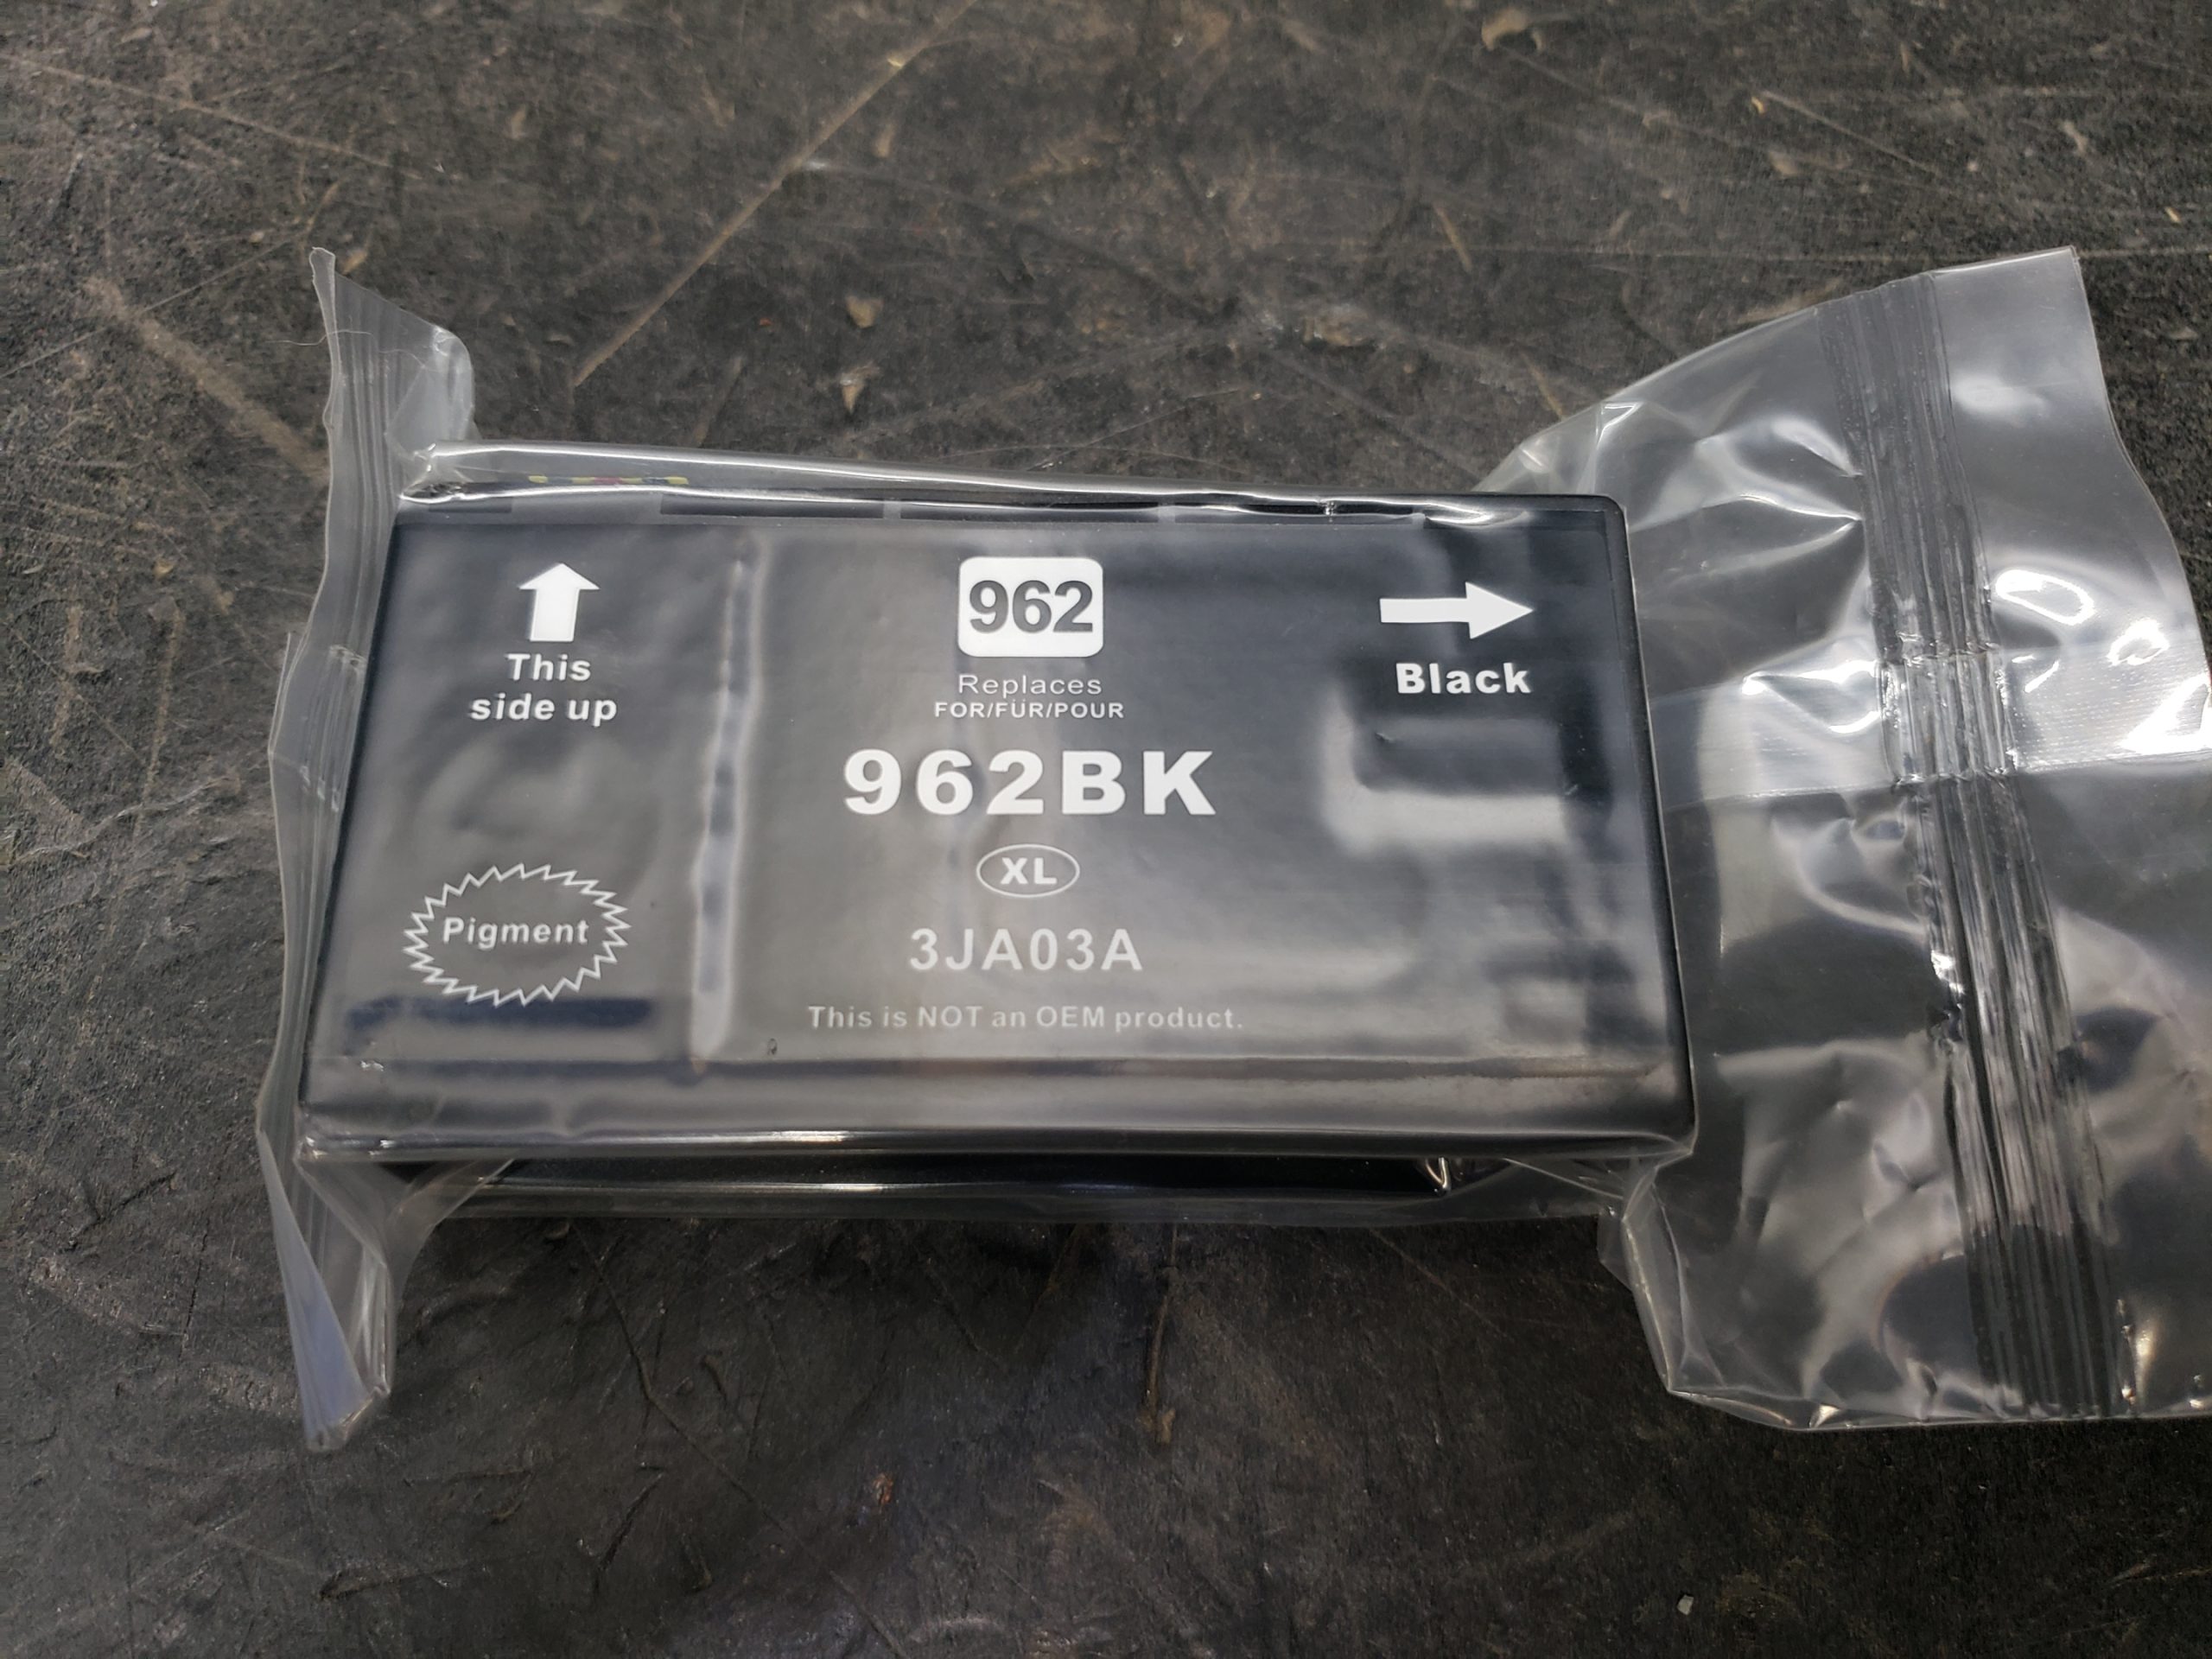 This
side up
Pigment
962
Replaces
FOR/FÜR/POUR
962BK
XL
3JA03A
This is NOT an OEM product.
Black